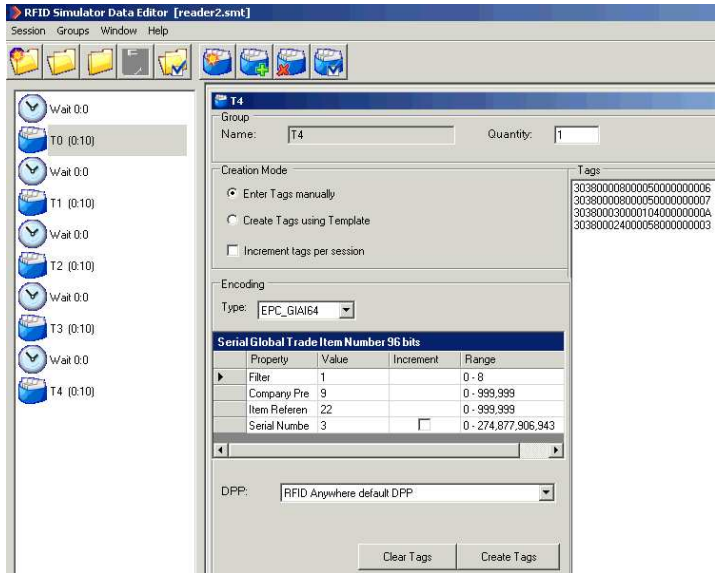 RFID Simulator Data Editor [reader2.smt]
Session Groups Window Help
Wait 0:0
T0 (0:10)
Wait 0:0
T1 (0:10)
Wait 0:0
T2 (0:10)
Wait 0:0
T3 (0:10)
Wait 0:0
T4 (0:10)
T4
Group
Name: T4 Quantity: 1
Creation Mode
Enter Tags manually
Create Tags using Template
Increment tags per session
Tags
303800008000050000000006
303800008000050000000007
30380003000010400000000A
303800024000058000000003
Encoding
Type: EPC_GIAI64
Serial Global Trade Item Number 96 bits
Property Value Increment Range
Filter 1 0 - 8
Company Pre 9 0 - 999,999
Item Referen 22 0 - 999,999
Serial Numbe 3 0 - 274,877,906,943
DPP: RFID Anywhere default DPP
Clear Tags Create Tags